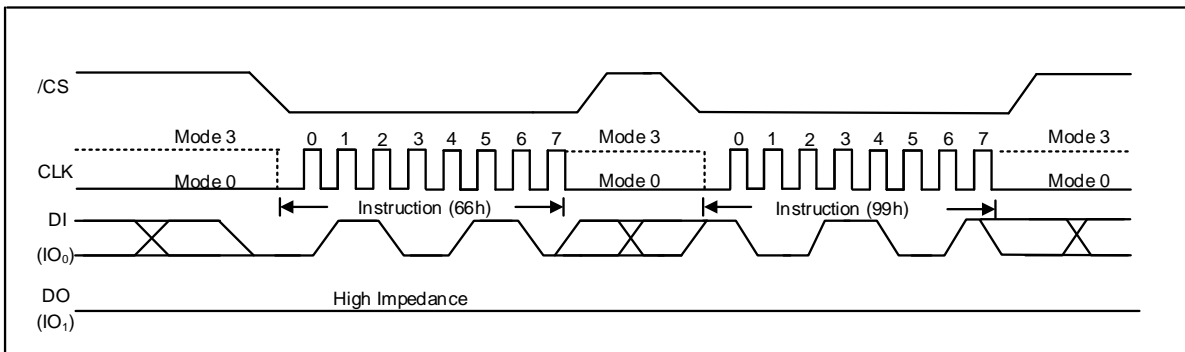 /CS
Mode 3 0 1 2 3 4 5 6 7 Mode 3 0 1 2 3 4 5 6 7 Mode 3
CLK
Mode 0 Mode 0 Mode 0
DI Instruction (66h) Instruction (99h)
(IO₀)
DO High Impedance
(IO₁)